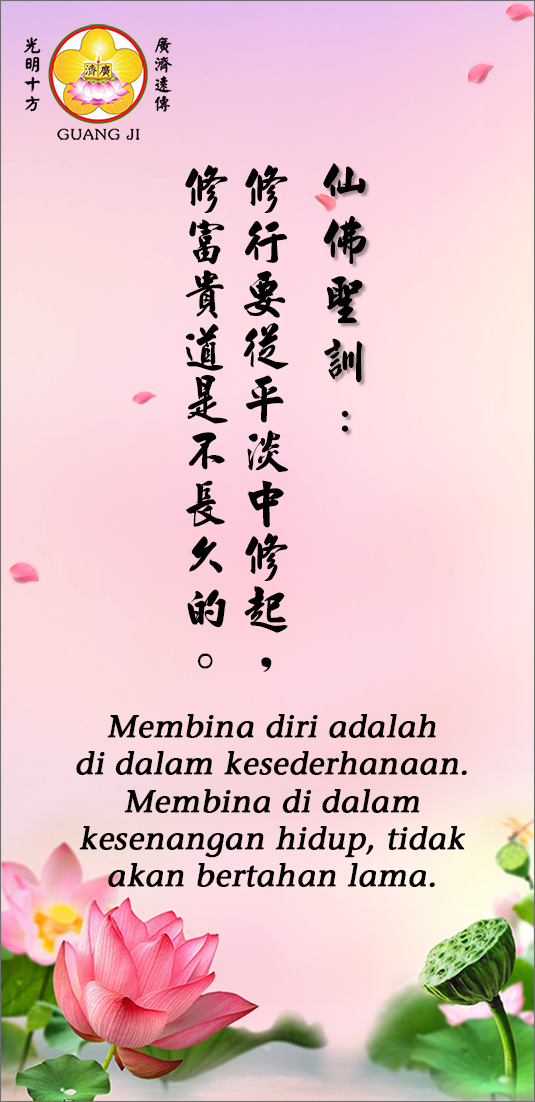 光明十方
廣濟遠傳
廣濟
GUANG JI
仙佛聖訓：
修行要從平淡中修起，
修富貴道是不長久的。
Membina diri adalah
di dalam kesederhanaan.
Membina di dalam
kesenangan hidup, tidak
akan bertahan lama.